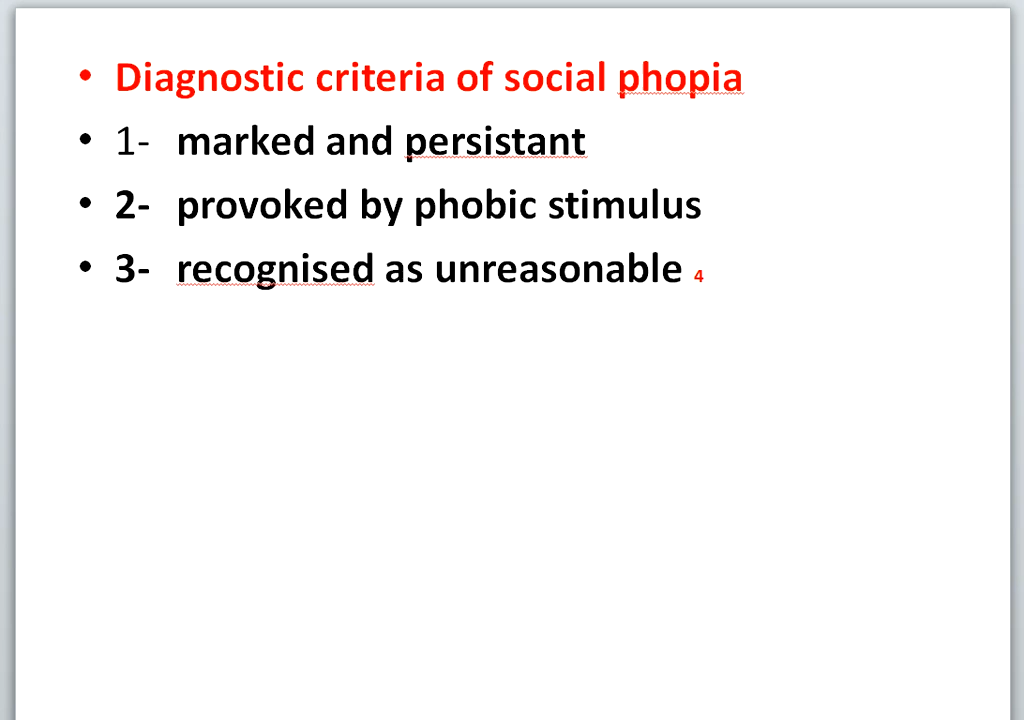 • Diagnostic criteria of social phopia
• 1- marked and persistant
• 2- provoked by phobic stimulus
• 3- recognised as unreasonable 4